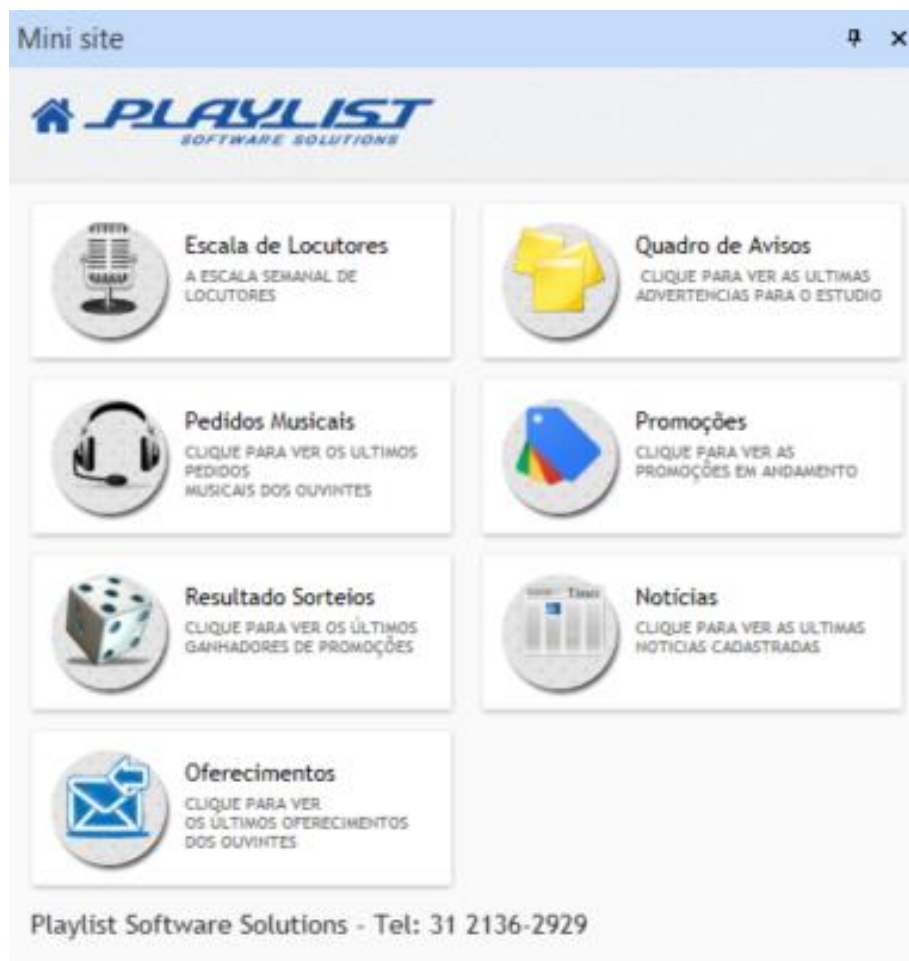 Mini site
PLAYLIST
SOFTWARE SOLUTIONS
Escala de Locutores
A ESCALA SEMANAL DE
LOCUTORES
Quadro de Avisos
CLIQUE PARA VER AS ULTIMAS
ADVERTENCIAS PARA O ESTUDIO
Pedidos Musicais
CLIQUE PARA VER OS ULTIMOS
PEDIDOS
MUSICAIS DOS OUVINTES
Promoções
CLIQUE PARA VER AS
PROMOÇÕES EM ANDAMENTO
Resultado Sorteios
CLIQUE PARA VER OS ÚLTIMOS
GANHADORES DE PROMOÇÕES
Times
Notícias
CLIQUE PARA VER AS ULTIMAS
NOTICIAS CADASTRADAS
Oferecimentos
CLIQUE PARA VER
OS ÚLTIMOS OFERECIMENTOS
DOS OUVINTES
Playlist Software Solutions - Tel: 31 2136-2929